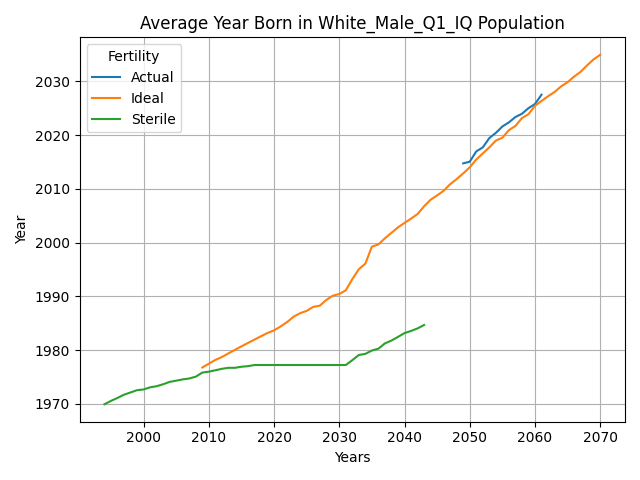 Average Year Born in White_Male_Q1_IQ Population
Fertility
Actual
Ideal
Sterile
Year
2030
2020
2010
2000
1990
1980
1970
2000 2010 2020 2030 2040 2050 2060 2070
Years